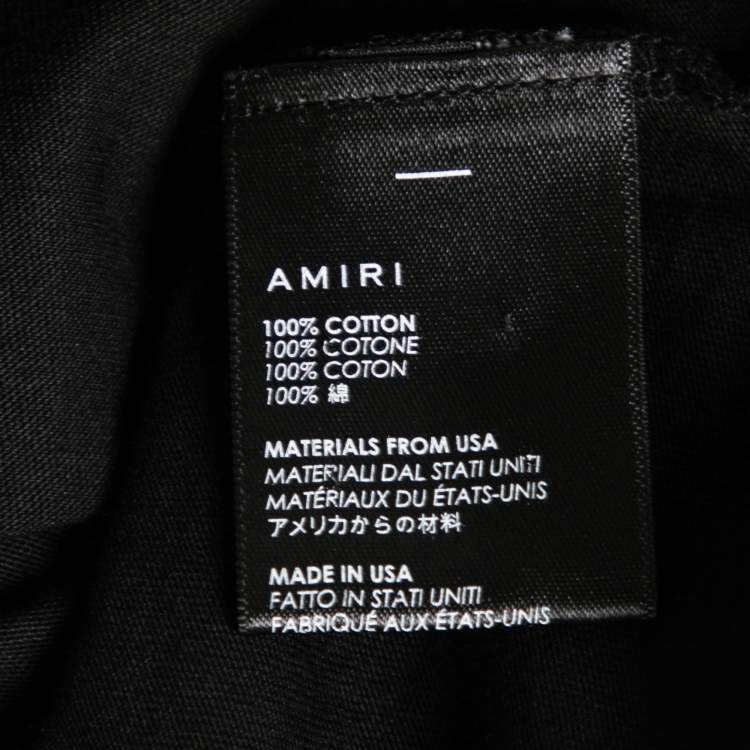 AMIRI
100% COTTON
100% COTONE
100% COTON
100% 綿
MATERIALS FROM USA
MATERIALI DAL STATI UNITI
MATÉRIAUX DU ÉTATS-UNIS
アメリカからの材料
MADE IN USA
FATTO IN STATI UNITI
FABRIQUÉ AUX ÉTATS-UNIS